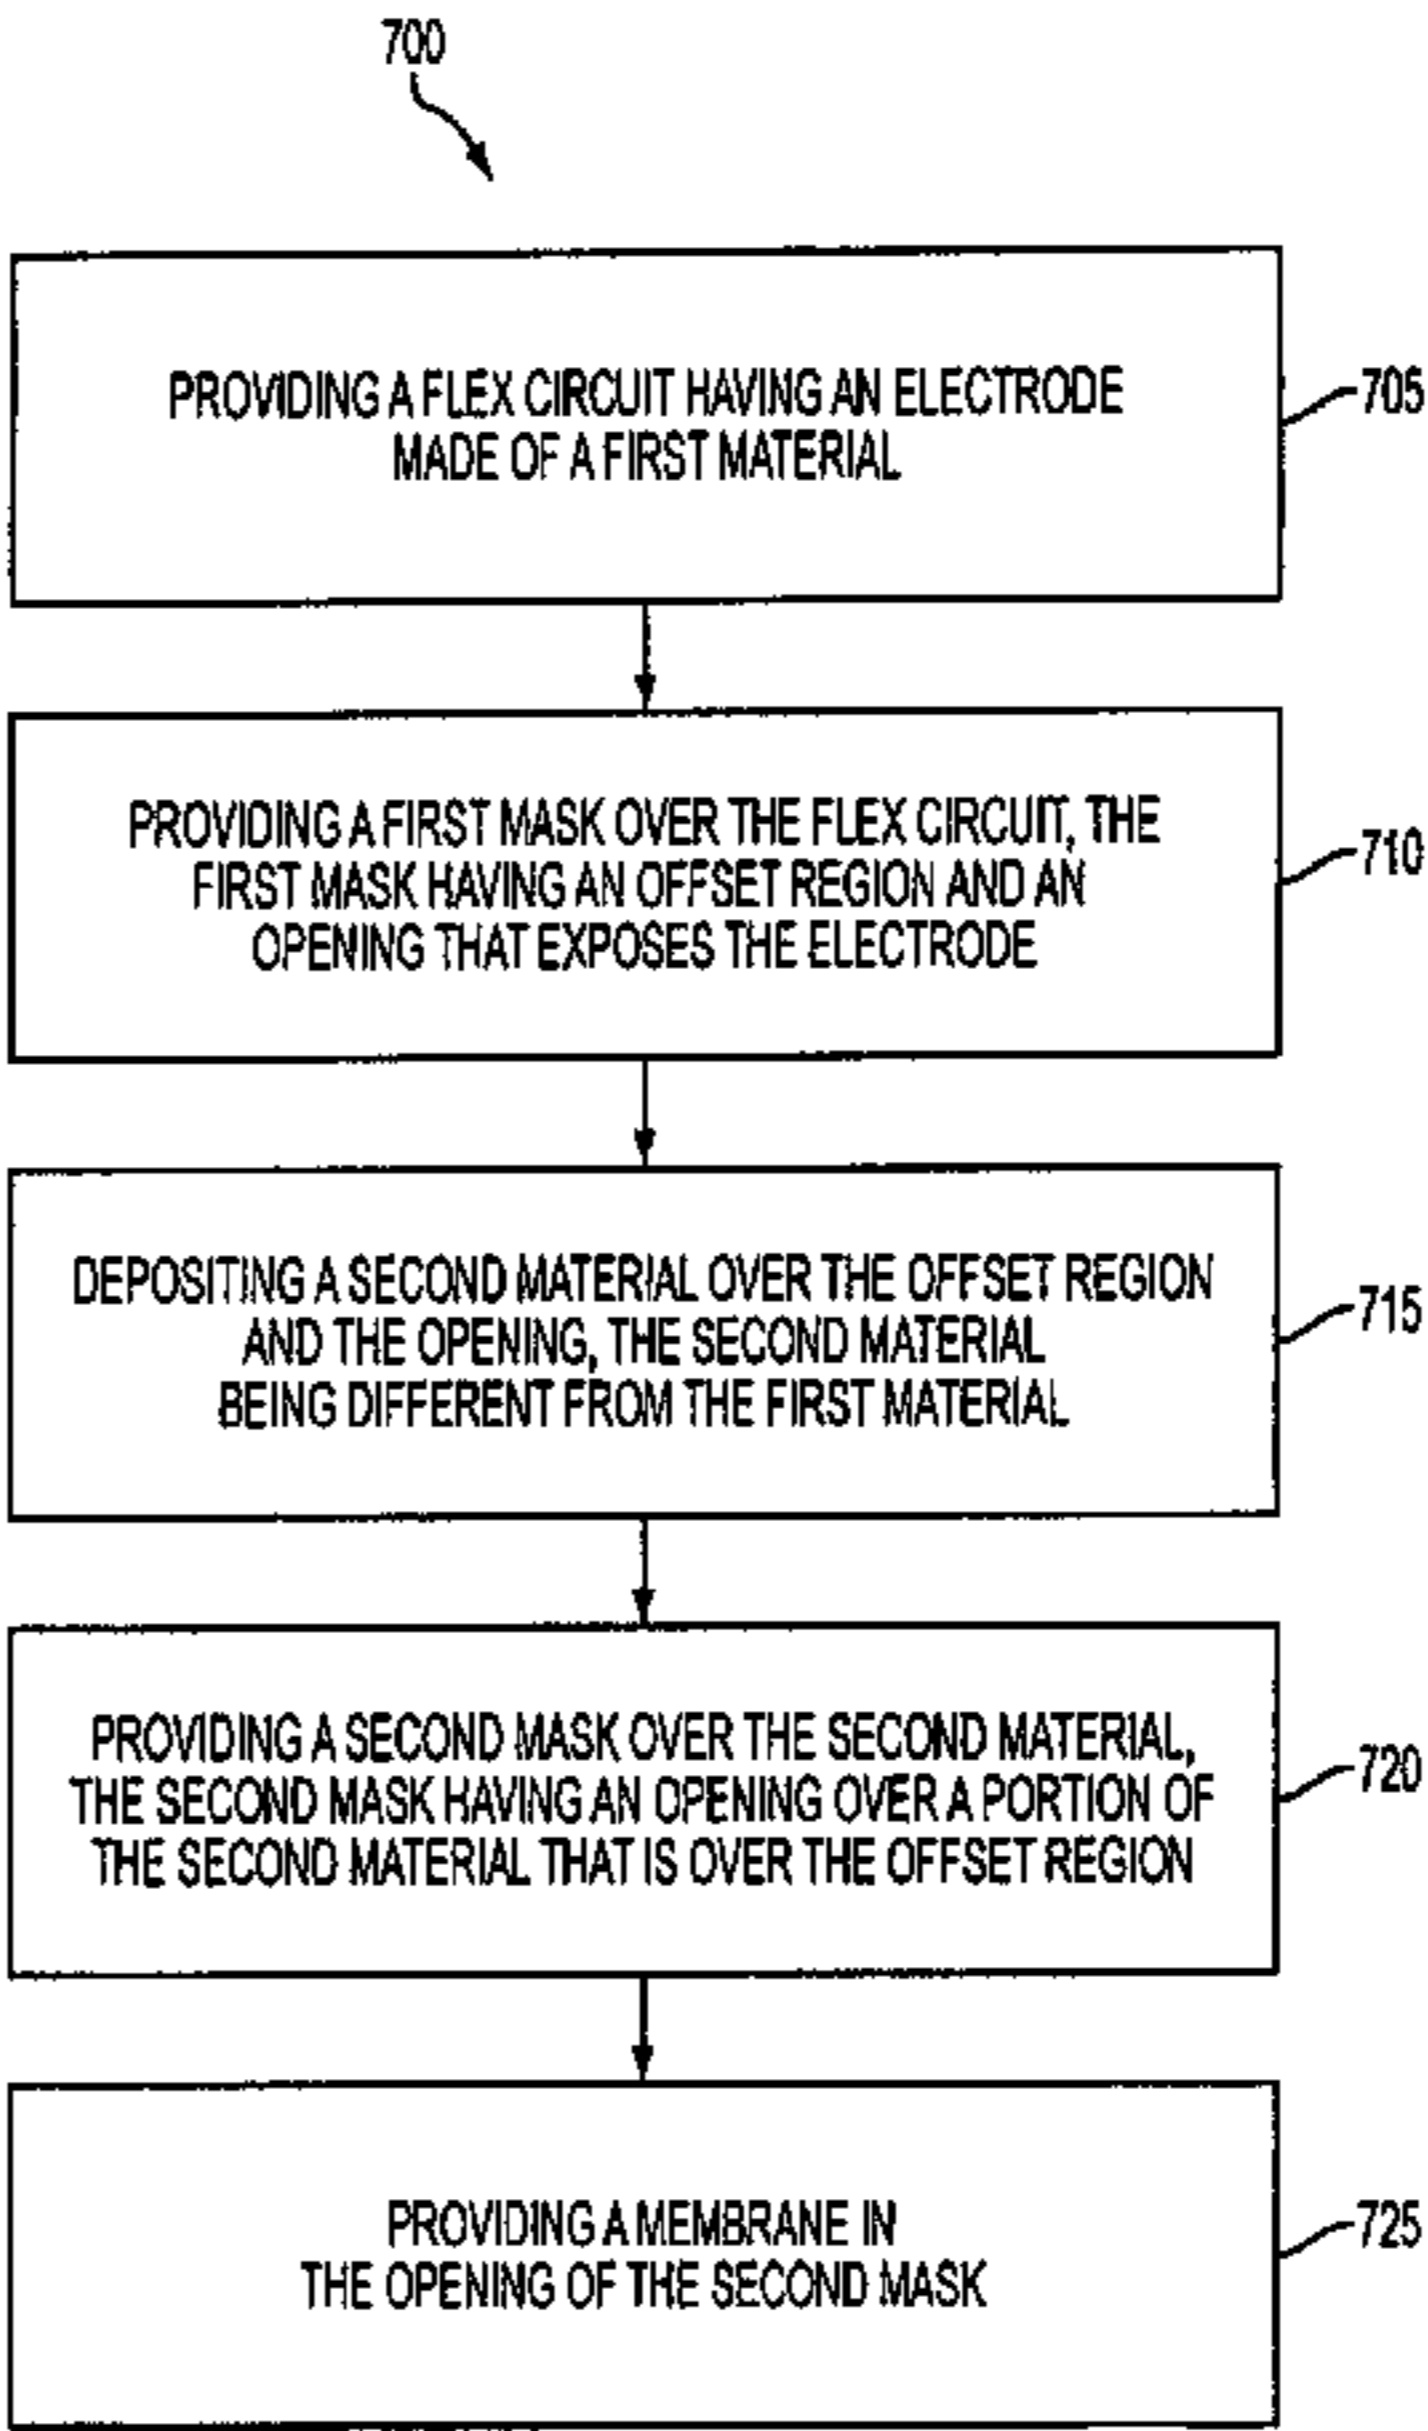 700
PROVIDING A FLEX CIRCUIT HAVING AN ELECTRODE
MADE OF A FIRST MATERIAL
705
PROVIDING A FIRST MASK OVER THE FLEX CIRCUIT, THE
FIRST MASK HAVING AN OFFSET REGION AND AN
OPENING THAT EXPOSES THE ELECTRODE
710
DEPOSITING A SECOND MATERIAL OVER THE OFFSET REGION
AND THE OPENING, THE SECOND MATERIAL
BEING DIFFERENT FROM THE FIRST MATERIAL
715
PROVIDING A SECOND MASK OVER THE SECOND MATERIAL,
THE SECOND MASK HAVING AN OPENING OVER A PORTION OF
THE SECOND MATERIAL THAT IS OVER THE OFFSET REGION
720
PROVIDING A MEMBRANE IN
THE OPENING OF THE SECOND MASK
725